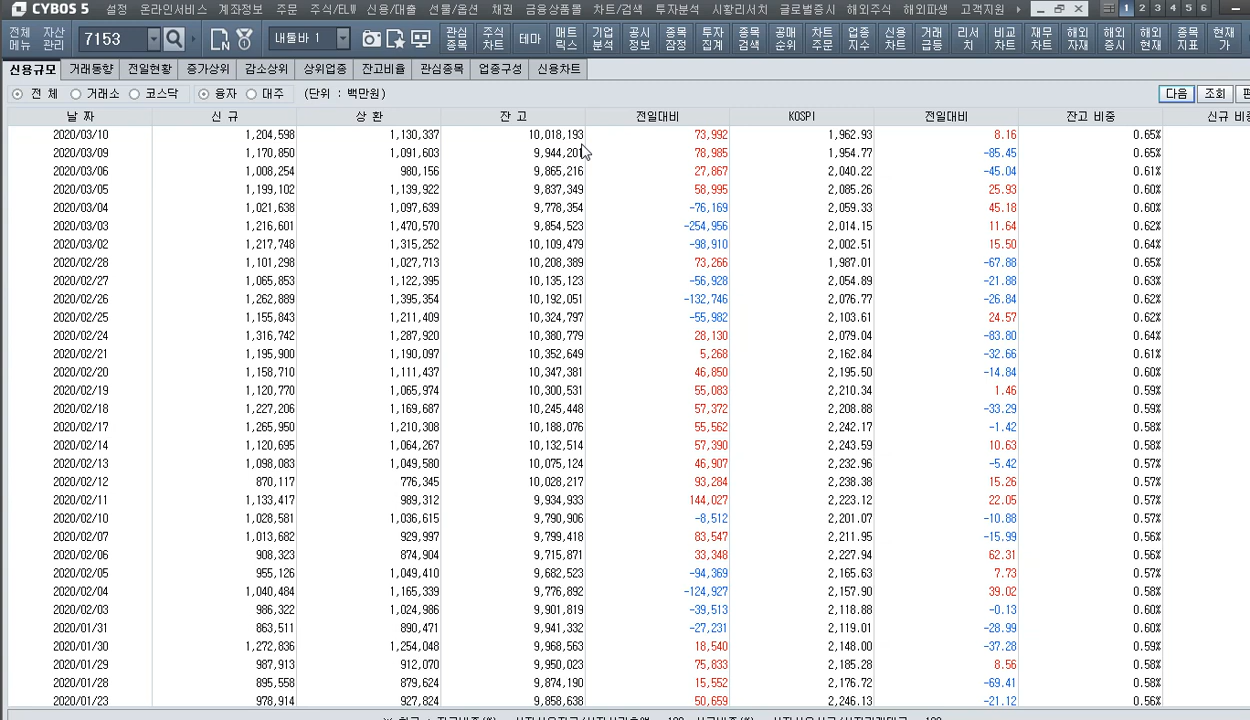 CYBOS 5 설정 온라인서비스 계좌정보 주문 주식/ELW 신용/대출 선물/옵션 채권 금융상품몰 차트/검색 투자분석 시황리서치 글로벌증시 해외주식 해외파생 고객지원 1 2 3 4 5 6
전체메뉴 자산관리 7153 내툴바 1 관심종목 주식차트 테마 매트릭스 기업분석 공시정보 종목잠정 투자집계 종목검색 공매순위 차트주문 업종지수 신용차트 거래급등 리서치 비교차트 재무차트 해외자재 해외증시 해외현재 종목지표 현재가
신용규모 거래동향 전일현황 증가상위 감소상위 상위업종 잔고비율 관심종목 업종구성 신용차트
전 체 거래소 코스닥 융자 대주 (단위 : 백만원) 다음 조회
날 짜 신 규 상 환 잔 고 전일대비 KOSPI 전일대비 잔고 비중 신규 비중
2020/03/10 1,204,598 1,130,337 10,018,193 73,992 1,962.93 8.16 0.65%
2020/03/09 1,170,850 1,091,603 9,944,201 78,985 1,954.77 -85.45 0.65%
2020/03/06 1,008,254 980,156 9,865,216 27,867 2,040.22 -45.04 0.61%
2020/03/05 1,199,102 1,139,922 9,837,349 58,995 2,085.26 25.93 0.60%
2020/03/04 1,021,638 1,097,639 9,778,354 -76,169 2,059.33 45.18 0.60%
2020/03/03 1,216,601 1,470,570 9,854,523 -254,956 2,014.15 11.64 0.62%
2020/03/02 1,217,748 1,315,252 10,109,479 -98,910 2,002.51 15.50 0.64%
2020/02/28 1,101,298 1,027,713 10,208,389 73,266 1,987.01 -67.88 0.65%
2020/02/27 1,065,853 1,122,395 10,135,123 -56,928 2,054.89 -21.88 0.63%
2020/02/26 1,262,889 1,395,354 10,192,051 -132,746 2,076.77 -26.84 0.62%
2020/02/25 1,155,843 1,211,409 10,324,797 -55,982 2,103.61 24.57 0.62%
2020/02/24 1,316,742 1,287,920 10,380,779 28,130 2,079.04 -83.80 0.64%
2020/02/21 1,195,900 1,190,097 10,352,649 5,268 2,162.84 -32.66 0.61%
2020/02/20 1,158,710 1,111,437 10,347,381 46,850 2,195.50 -14.84 0.60%
2020/02/19 1,120,770 1,065,974 10,300,531 55,083 2,210.34 1.46 0.59%
2020/02/18 1,227,206 1,169,687 10,245,448 57,372 2,208.88 -33.29 0.59%
2020/02/17 1,265,950 1,210,308 10,188,076 55,562 2,242.17 -1.42 0.58%
2020/02/14 1,120,695 1,064,267 10,132,514 57,390 2,243.59 10.63 0.58%
2020/02/13 1,098,083 1,049,580 10,075,124 46,907 2,232.96 -5.42 0.57%
2020/02/12 870,117 776,345 10,028,217 93,284 2,238.38 15.26 0.57%
2020/02/11 1,133,417 989,312 9,934,933 144,027 2,223.12 22.05 0.57%
2020/02/10 1,028,581 1,036,615 9,790,906 -8,512 2,201.07 -10.88 0.57%
2020/02/07 1,013,682 929,997 9,799,418 83,547 2,211.95 -15.99 0.56%
2020/02/06 908,323 874,904 9,715,871 33,348 2,227.94 62.31 0.56%
2020/02/05 955,126 1,049,410 9,682,523 -94,369 2,165.63 7.73 0.57%
2020/02/04 1,040,484 1,165,339 9,776,892 -124,927 2,157.90 39.02 0.58%
2020/02/03 986,322 1,024,986 9,901,819 -39,513 2,118.88 -0.13 0.60%
2020/01/31 863,511 890,471 9,941,332 -27,231 2,119.01 -28.99 0.60%
2020/01/30 1,272,836 1,254,048 9,968,563 18,540 2,148.00 -37.28 0.59%
2020/01/29 987,913 912,070 9,950,023 75,833 2,185.28 8.56 0.58%
2020/01/28 895,558 879,624 9,874,190 15,552 2,176.72 -69.41 0.58%
2020/01/23 978,914 927,824 9,858,638 50,659 2,246.13 -21.12 0.56%